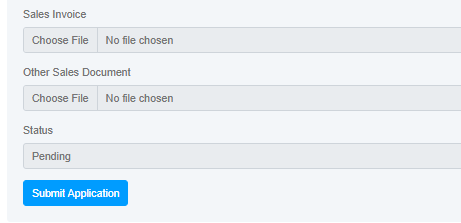 Sales Invoice
Choose File No file chosen
Other Sales Document
Choose File No file chosen
Status
Pending
Submit Application